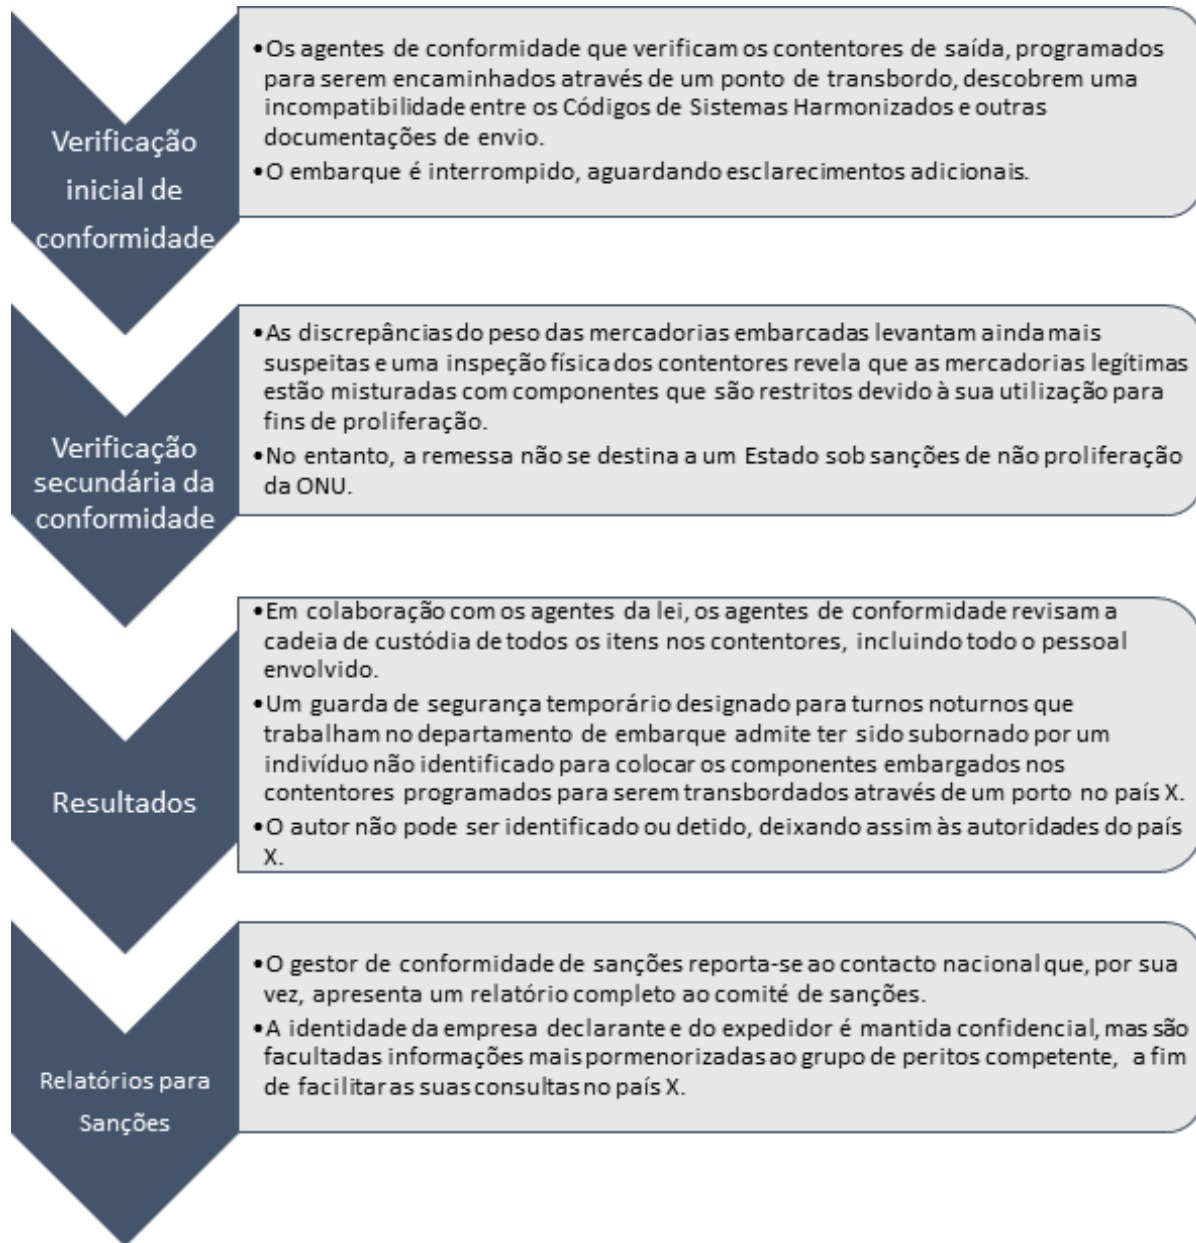 Verificação
inicial de
conformidade
•Os agentes de conformidade que verificam os contentores de saída, programados
para serem encaminhados através de um ponto de transbordo, descobrem uma
incompatibilidade entre os Códigos de Sistemas Harmonizados e outras
documentações de envio.
•O embarque é interrompido, aguardando esclarecimentos adicionais.
Verificação
secundária da
conformidade
•As discrepâncias do peso das mercadorias embarcadas levantam ainda mais
suspeitas e uma inspeção física dos contentores revela que as mercadorias legítimas
estão misturadas com componentes que são restritos devido à sua utilização para
fins de proliferação.
•No entanto, a remessa não se destina a um Estado sob sanções de não proliferação
da ONU.
Resultados
•Em colaboração com os agentes da lei, os agentes de conformidade revisam a
cadeia de custódia de todos os itens nos contentores, incluindo todo o pessoal
envolvido.
•Um guarda de segurança temporário designado para turnos noturnos que
trabalham no departamento de embarque admite ter sido subornado por um
indivíduo não identificado para colocar os componentes embargados nos
contentores programados para serem transbordados através de um porto no país X.
•O autor não pode ser identificado ou detido, deixando assim às autoridades do país
X.
Relatórios para
Sanções
•O gestor de conformidade de sanções reporta-se ao contacto nacional que, por sua
vez, apresenta um relatório completo ao comité de sanções.
•A identidade da empresa declarante e do expedidor é mantida confidencial, mas são
facultadas informações mais pormenorizadas ao grupo de peritos competente, a fim
de facilitar as suas consultas no país X.